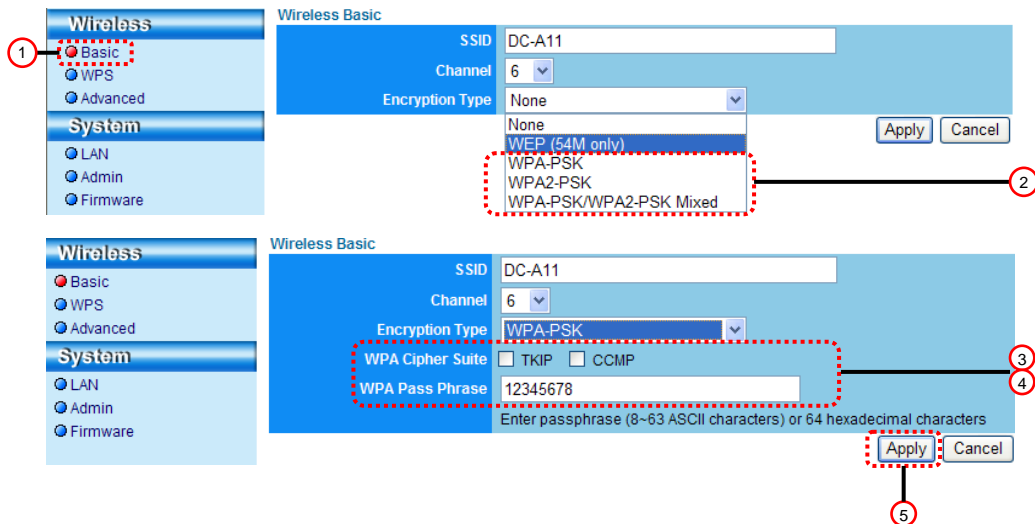 Wireless
Basic
WPS
Advanced
System
LAN
Admin
Firmware
1
Wireless Basic
SSID DC-A11
Channel 6
Encryption Type None
None
WEP (54M only)
WPA-PSK
WPA2-PSK
WPA-PSK/WPA2-PSK Mixed
Apply Cancel
2
Wireless
Basic
WPS
Advanced
System
LAN
Admin
Firmware
Wireless Basic
SSID DC-A11
Channel 6
Encryption Type WPA-PSK
WPA Cipher Suite TKIP CCMP
WPA Pass Phrase 12345678
Enter passphrase (8~63 ASCII characters) or 64 hexadecimal characters
3
4
Apply Cancel
5